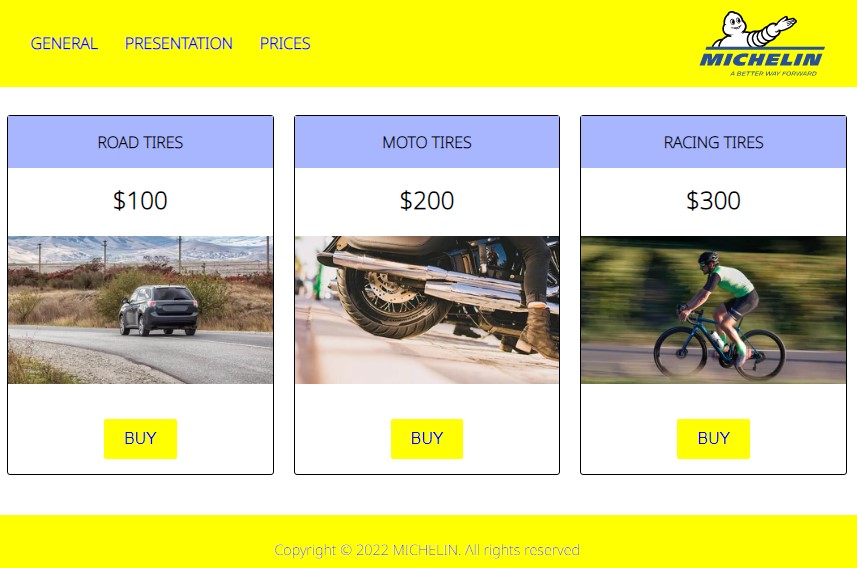 GENERAL PRESENTATION PRICES
MICHELIN
A BETTER WAY FORWARD
ROAD TIRES
$100
BUY
MOTO TIRES
$200
BUY
RACING TIRES
$300
BUY
Copyright © 2022 MICHELIN. All rights reserved